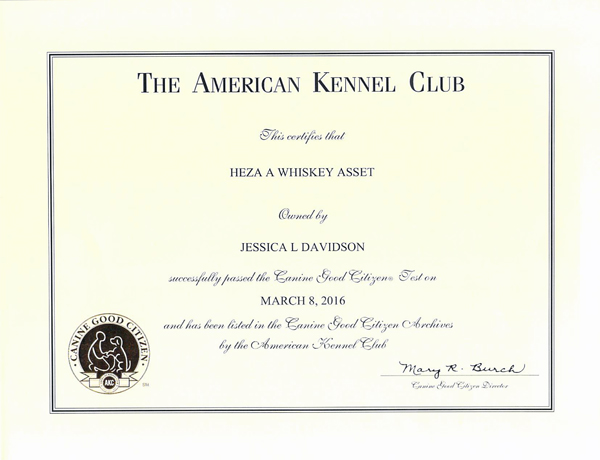 THE AMERICAN KENNEL CLUB
This certifies that
HEZA A WHISKEY ASSET
Owned by
JESSICA L DAVIDSON
successfully passed the Canine Good Citizen® Test on
MARCH 8, 2016
and has been listed in the Canine Good Citizen Archives
by the American Kennel Club
CANINE GOOD CITIZEN
AKC
SM
Mary R. Burch
Canine Good Citizen Director